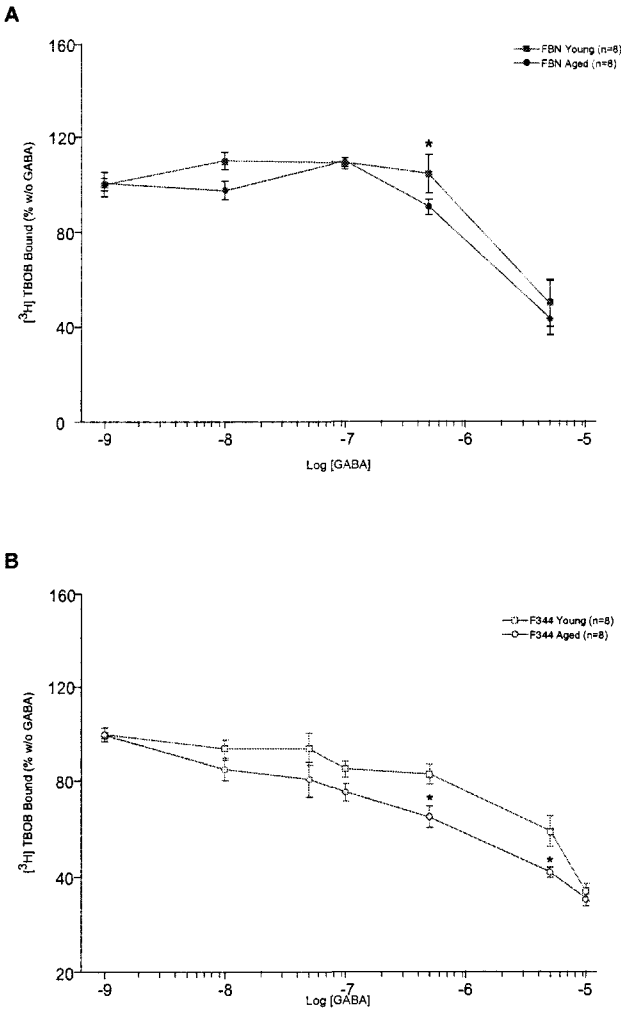 A
160
120
80
40
0
[³H] TBOB Bound (% w/o GABA)
FBN Young (n=8)
FBN Aged (n=8)
*
-9 -8 -7 -6 -5
Log [GABA]
B
160
120
80
40
20
[³H] TBOB Bound (% w/o GABA)
F344 Young (n=8)
F344 Aged (n=8)
*
*
-9 -8 -7 -6 -5
Log [GABA]